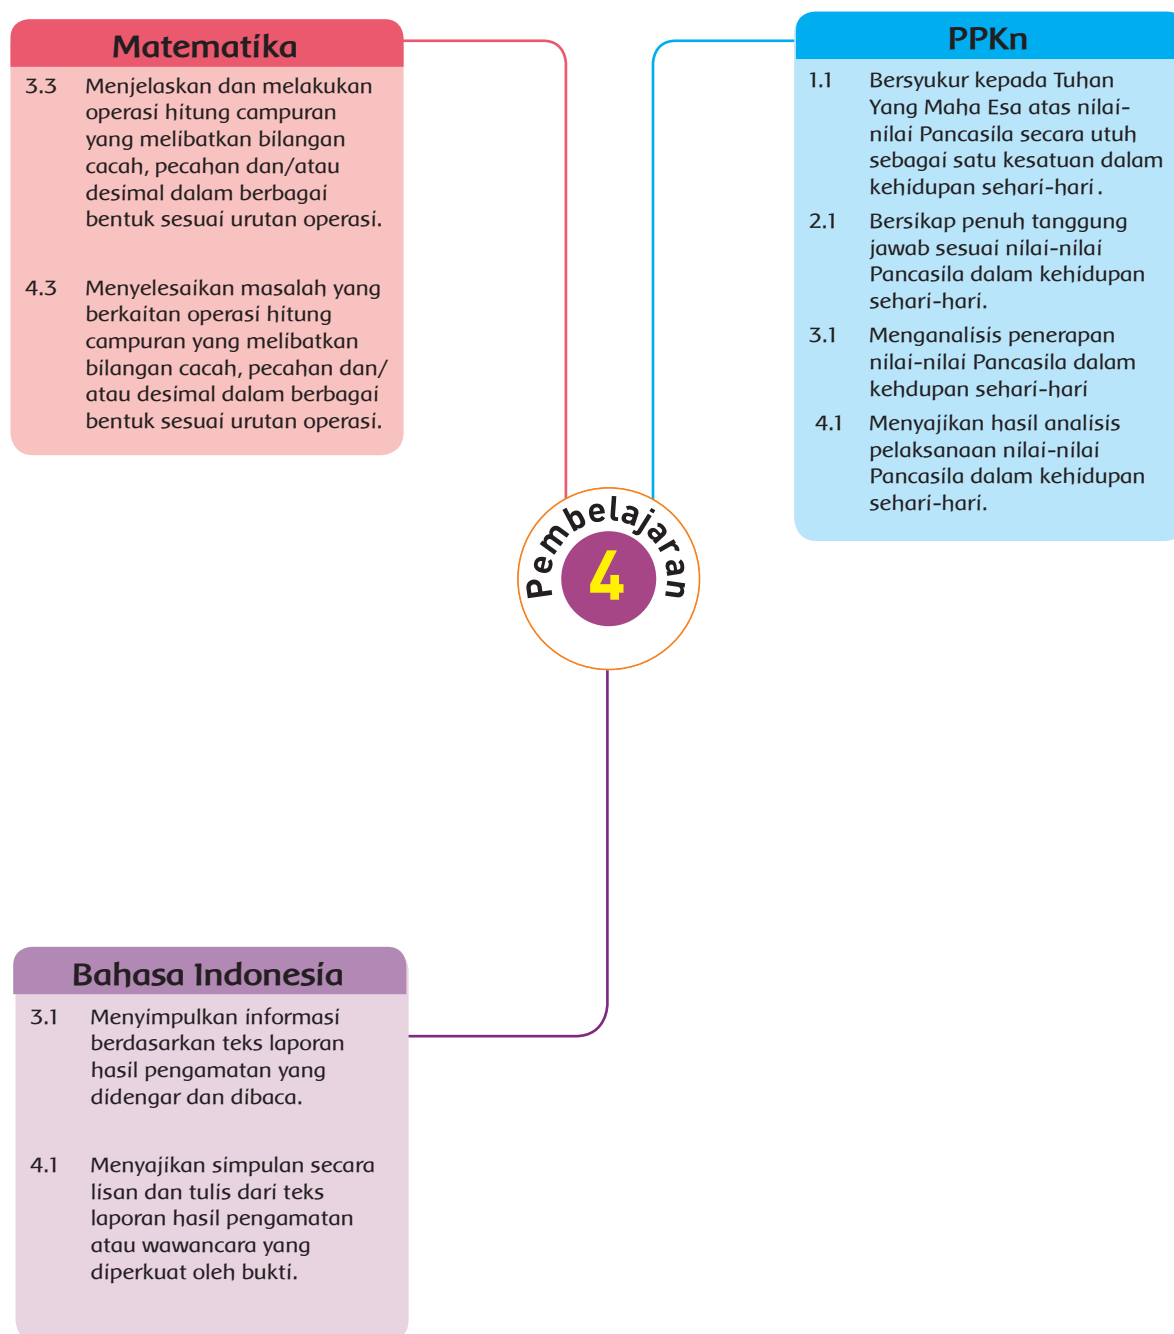 Matematika
3.3 Menjelaskan dan melakukan
operasi hitung campuran
yang melibatkan bilangan
cacah, pecahan dan/atau
desimal dalam berbagai
bentuk sesuai urutan operasi.
4.3 Menyelesaikan masalah yang
berkaitan operasi hitung
campuran yang melibatkan
bilangan cacah, pecahan dan/
atau desimal dalam berbagai
bentuk sesuai urutan operasi.
PPKn
1.1 Bersyukur kepada Tuhan
Yang Maha Esa atas nilai-
nilai Pancasila secara utuh
sebagai satu kesatuan dalam
kehidupan sehari-hari.
2.1 Bersikap penuh tanggung
jawab sesuai nilai-nilai
Pancasila dalam kehidupan
sehari-hari.
3.1 Menganalisis penerapan
nilai-nilai Pancasila dalam
kehdupan sehari-hari
4.1 Menyajikan hasil analisis
pelaksanaan nilai-nilai
Pancasila dalam kehidupan
sehari-hari.
Pembelajaran
4
Bahasa Indonesia
3.1 Menyimpulkan informasi
berdasarkan teks laporan
hasil pengamatan yang
didengar dan dibaca.
4.1 Menyajikan simpulan secara
lisan dan tulis dari teks
laporan hasil pengamatan
atau wawancara yang
diperkuat oleh bukti.